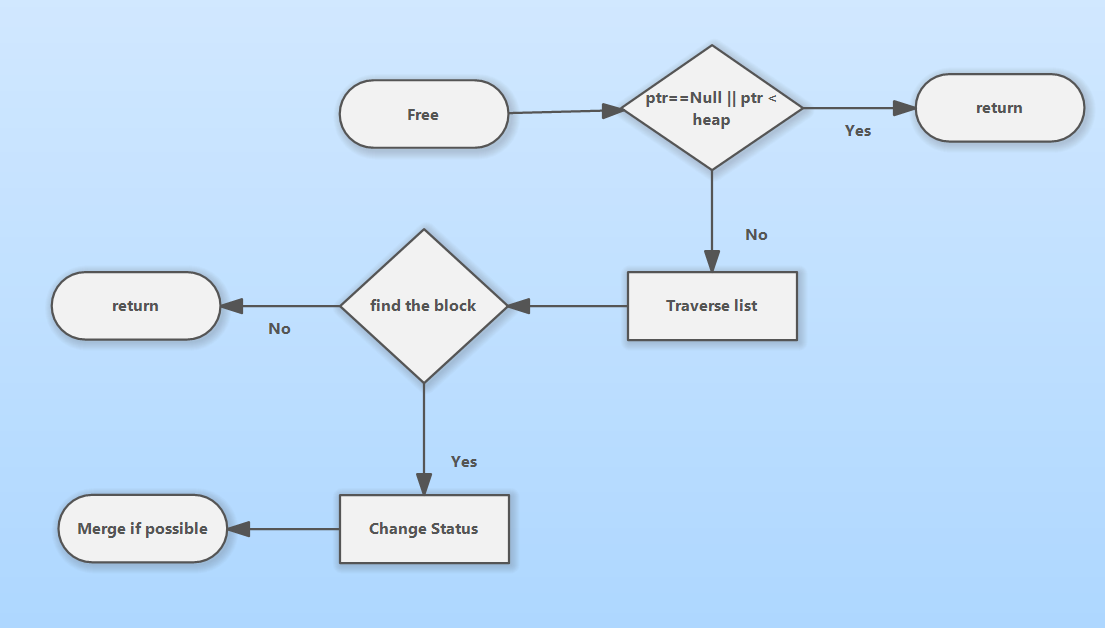 Free
ptr==Null || ptr <
heap
return
Yes
No
return
find the block
Traverse list
No
Yes
Merge if possible
Change Status